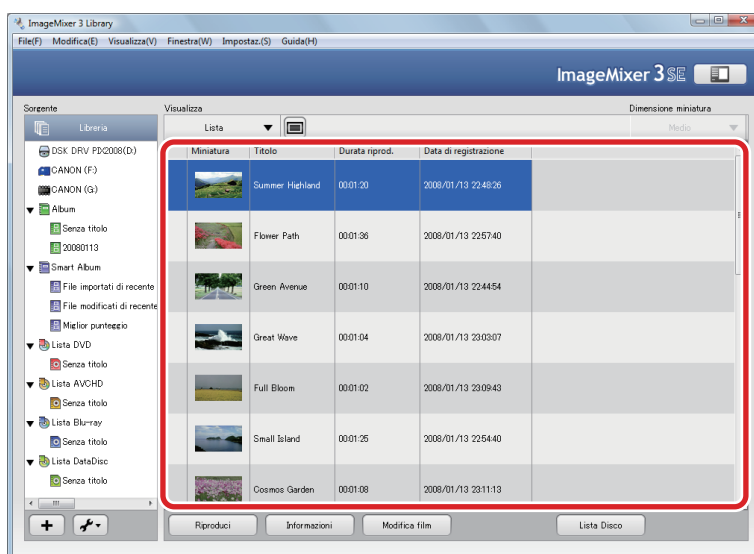 ImageMixer 3 Library
File(F) Modifica(E) Visualizza(V) Finestra(W) Impostaz.(S) Guida(H)
ImageMixer 3 SE
Sorgente Visualizza Dimensione miniatura
Libreria Lista Medio
DSK DRV PDX2008(D:)
CANON (F:)
CANON (G:)
Album
Senza titolo
20080113
Smart Album
File importati di recente
File modificati di recente
Miglior punteggio
Lista DVD
Senza titolo
Lista AVCHD
Senza titolo
Lista Blu-ray
Senza titolo
Lista DataDisc
Senza titolo
Miniatura Titolo Durata riprod. Data di registrazione
Summer Highland 00:01:20 2008/01/13 22:48:26
Flower Path 00:01:36 2008/01/13 22:57:40
Green Avenue 00:01:10 2008/01/13 22:44:54
Great Wave 00:01:04 2008/01/13 23:03:07
Full Bloom 00:01:02 2008/01/13 23:09:43
Small Island 00:01:25 2008/01/13 22:54:40
Cosmos Garden 00:01:08 2008/01/13 23:11:13
Riproduci Informazioni Modifica film Lista Disco